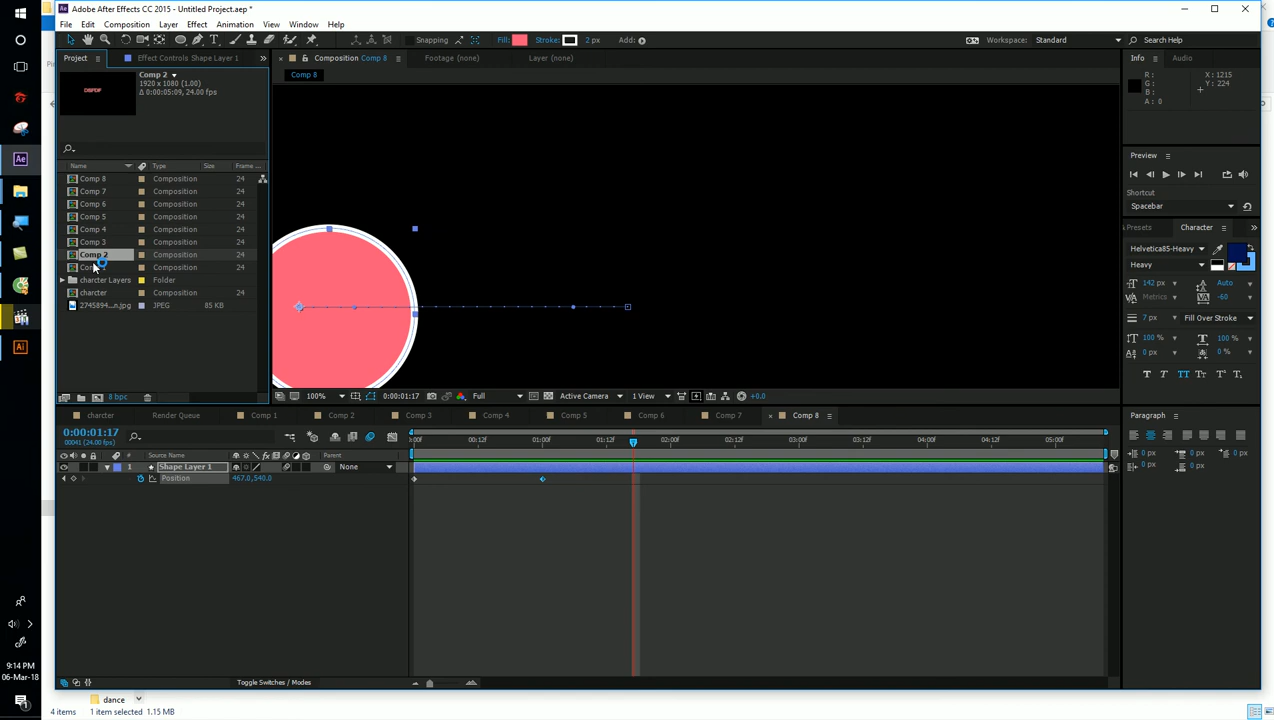 Adobe After Effects CC 2015 - Untitled Project.aep *
File Edit Composition Layer Effect Animation View Window Help
Snapping Fill: Stroke: 2 px Add: Workspace: Standard Search Help
Project Effect Controls Shape Layer 1 Composition Comp 8 Footage (none) Layer (none) Info Audio
Comp 8
Comp 2
1920 x 1080 (1.00)
Δ 0:00:05:09, 24.00 fps
R:
G:
B:
A: 0
X: 1215
Y: 224
Preview
Shortcut
Spacebar
Name Type Size Frame...
Comp 8 Composition 24
Comp 7 Composition 24
Comp 6 Composition 24
Comp 5 Composition 24
Comp 4 Composition 24
Comp 3 Composition 24
Comp 2 Composition 24
Composition 24
charcter Layers Folder
charcter Composition 24
2745894...n.jpg JPEG 85 KB
Presets Character
Helvetica85-Heavy
Heavy
142 px Auto
Metrics -60
7 px Fill Over Stroke
100 % 100 %
0 px 0 %
TT Tr
8 bpc 100% 0:00:01:17 Full Active Camera 1 View +0.0
charcter Render Queue Comp 1 Comp 2 Comp 3 Comp 4 Comp 5 Comp 6 Comp 7 Comp 8
Paragraph
0:00:01:17
00041 (24.00 fps)
00:12f 01:00f 01:12f 02:00f 02:12f 03:00f 03:12f 04:00f 04:12f 05:00f
# Source Name Parent
1 Shape Layer 1 None
Position 467.0,540.0
0 px 0 px 0 px
0 px 0 px
Toggle Switches / Modes
9:14 PM
06-Mar-18
dance
4 items 1 item selected 1.15 MB